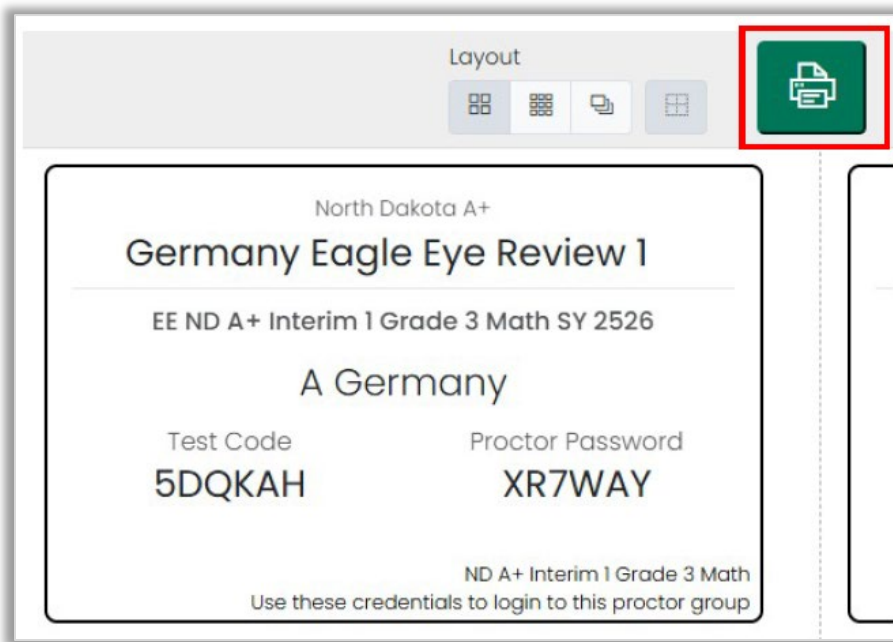 Layout
North Dakota A+
Germany Eagle Eye Review 1
EE ND A+ Interim 1 Grade 3 Math SY 2526
A Germany
Test Code Proctor Password
5DQKAH XR7WAY
ND A+ Interim 1 Grade 3 Math
Use these credentials to login to this proctor group